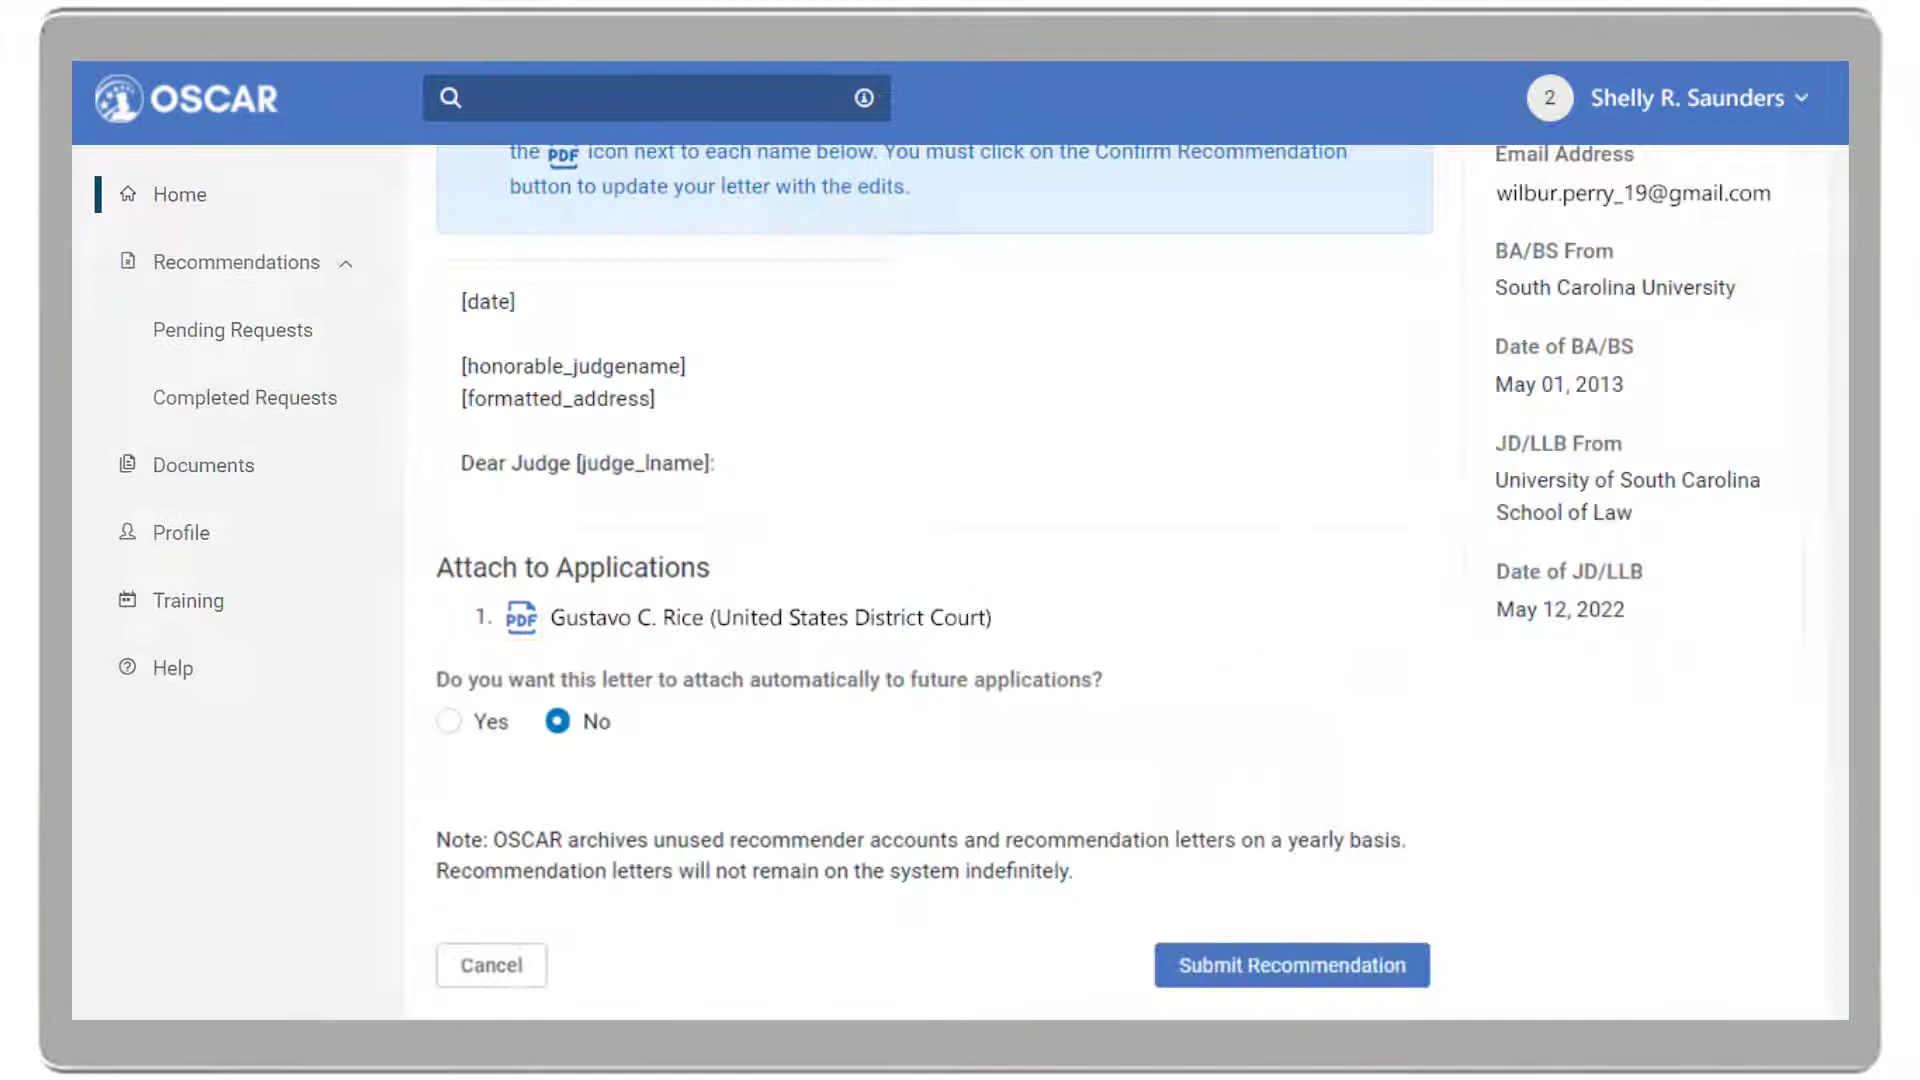 OSCAR
2
Shelly R. Saunders
Home
Recommendations
Pending Requests
Completed Requests
Documents
Profile
Training
Help
the PDF icon next to each name below. You must click on the Confirm Recommendation
button to update your letter with the edits.
[date]
[honorable_judgename]
[formatted_address]
Dear Judge [judge_lname]:
Attach to Applications
1. PDF Gustavo C. Rice (United States District Court)
Do you want this letter to attach automatically to future applications?
Yes No
Note: OSCAR archives unused recommender accounts and recommendation letters on a yearly basis.
Recommendation letters will not remain on the system indefinitely.
Cancel
Submit Recommendation
Email Address
wilbur.perry_19@gmail.com
BA/BS From
South Carolina University
Date of BA/BS
May 01, 2013
JD/LLB From
University of South Carolina
School of Law
Date of JD/LLB
May 12, 2022